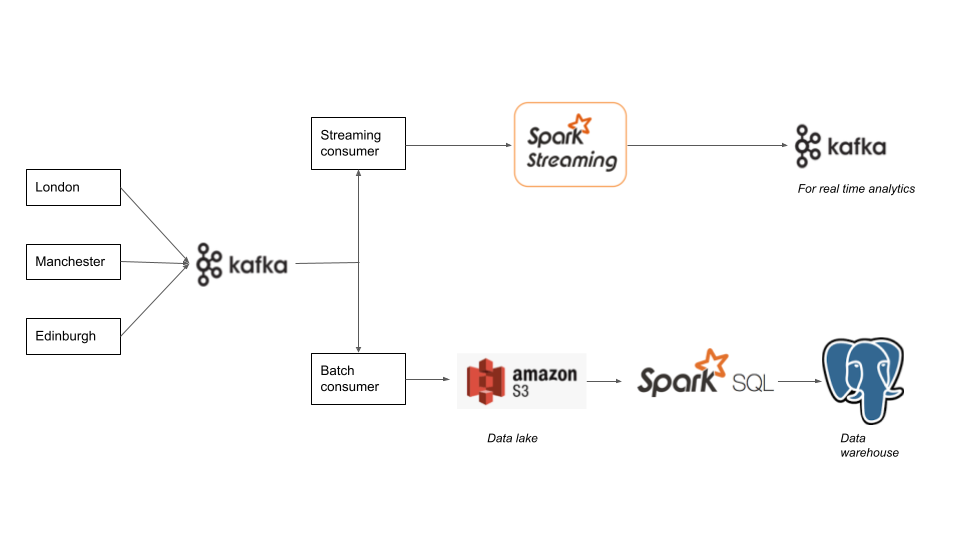 London
Manchester
Edinburgh
kafka
Streaming
consumer
Spark
Streaming
kafka
For real time analytics
Batch
consumer
amazon
S3
Data lake
Spark SQL
Data
warehouse